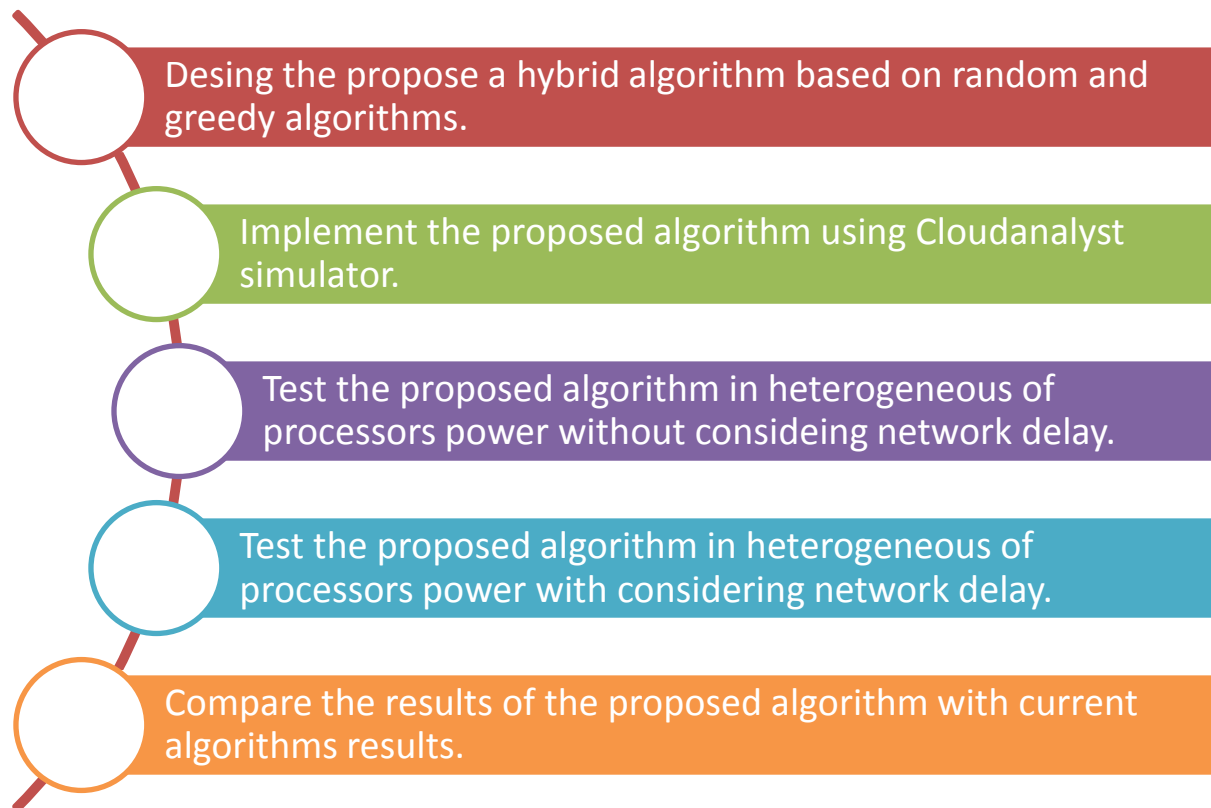 Desing the propose a hybrid algorithm based on random and
greedy algorithms.
Implement the proposed algorithm using Cloudanalyst
simulator.
Test the proposed algorithm in heterogeneous of
processors power without consideing network delay.
Test the proposed algorithm in heterogeneous of
processors power with considering network delay.
Compare the results of the proposed algorithm with current
algorithms results.